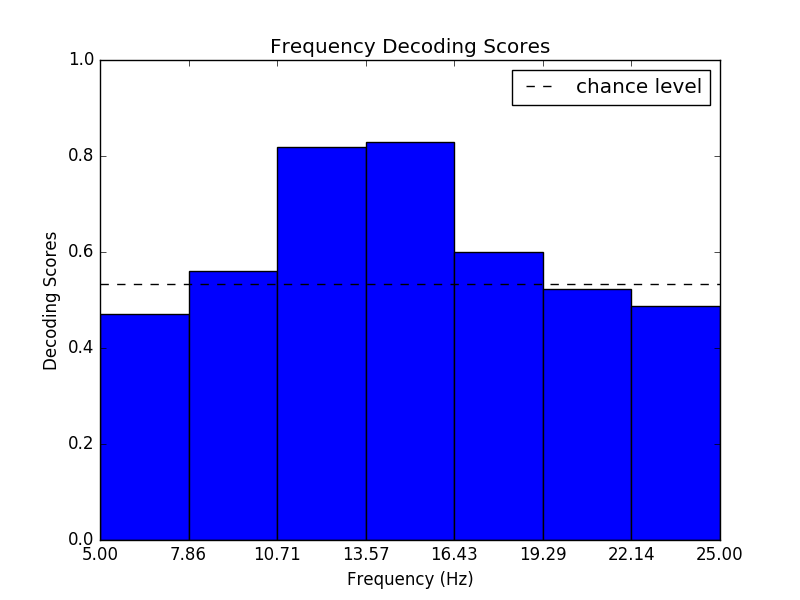 Frequency Decoding Scores
1.0
chance level
0.8
0.6
Decoding Scores
0.4
0.2
0.0
5.00 7.86 10.71 13.57 16.43 19.29 22.14 25.00
Frequency (Hz)